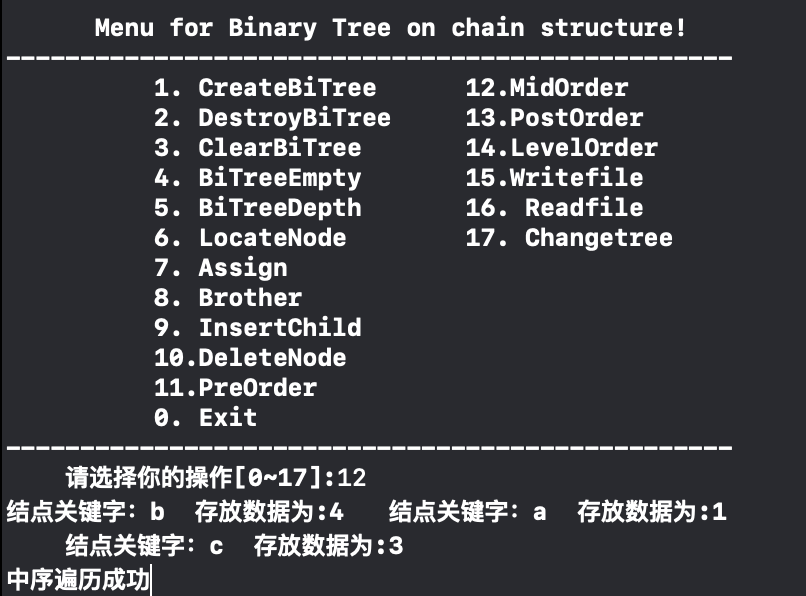 Menu for Binary Tree on chain structure!
-------------------------------------------------
1. CreateBiTree 12.MidOrder
2. DestroyBiTree 13.PostOrder
3. ClearBiTree 14.LevelOrder
4. BiTreeEmpty 15.Writefile
5. BiTreeDepth 16. Readfile
6. LocateNode 17. Changetree
7. Assign
8. Brother
9. InsertChild
10.DeleteNode
11.PreOrder
0. Exit
-------------------------------------------------
请选择你的操作[0~17]:12
结点关键字: b 存放数据为:4 结点关键字: a 存放数据为:1
结点关键字: c 存放数据为:3
中序遍历成功